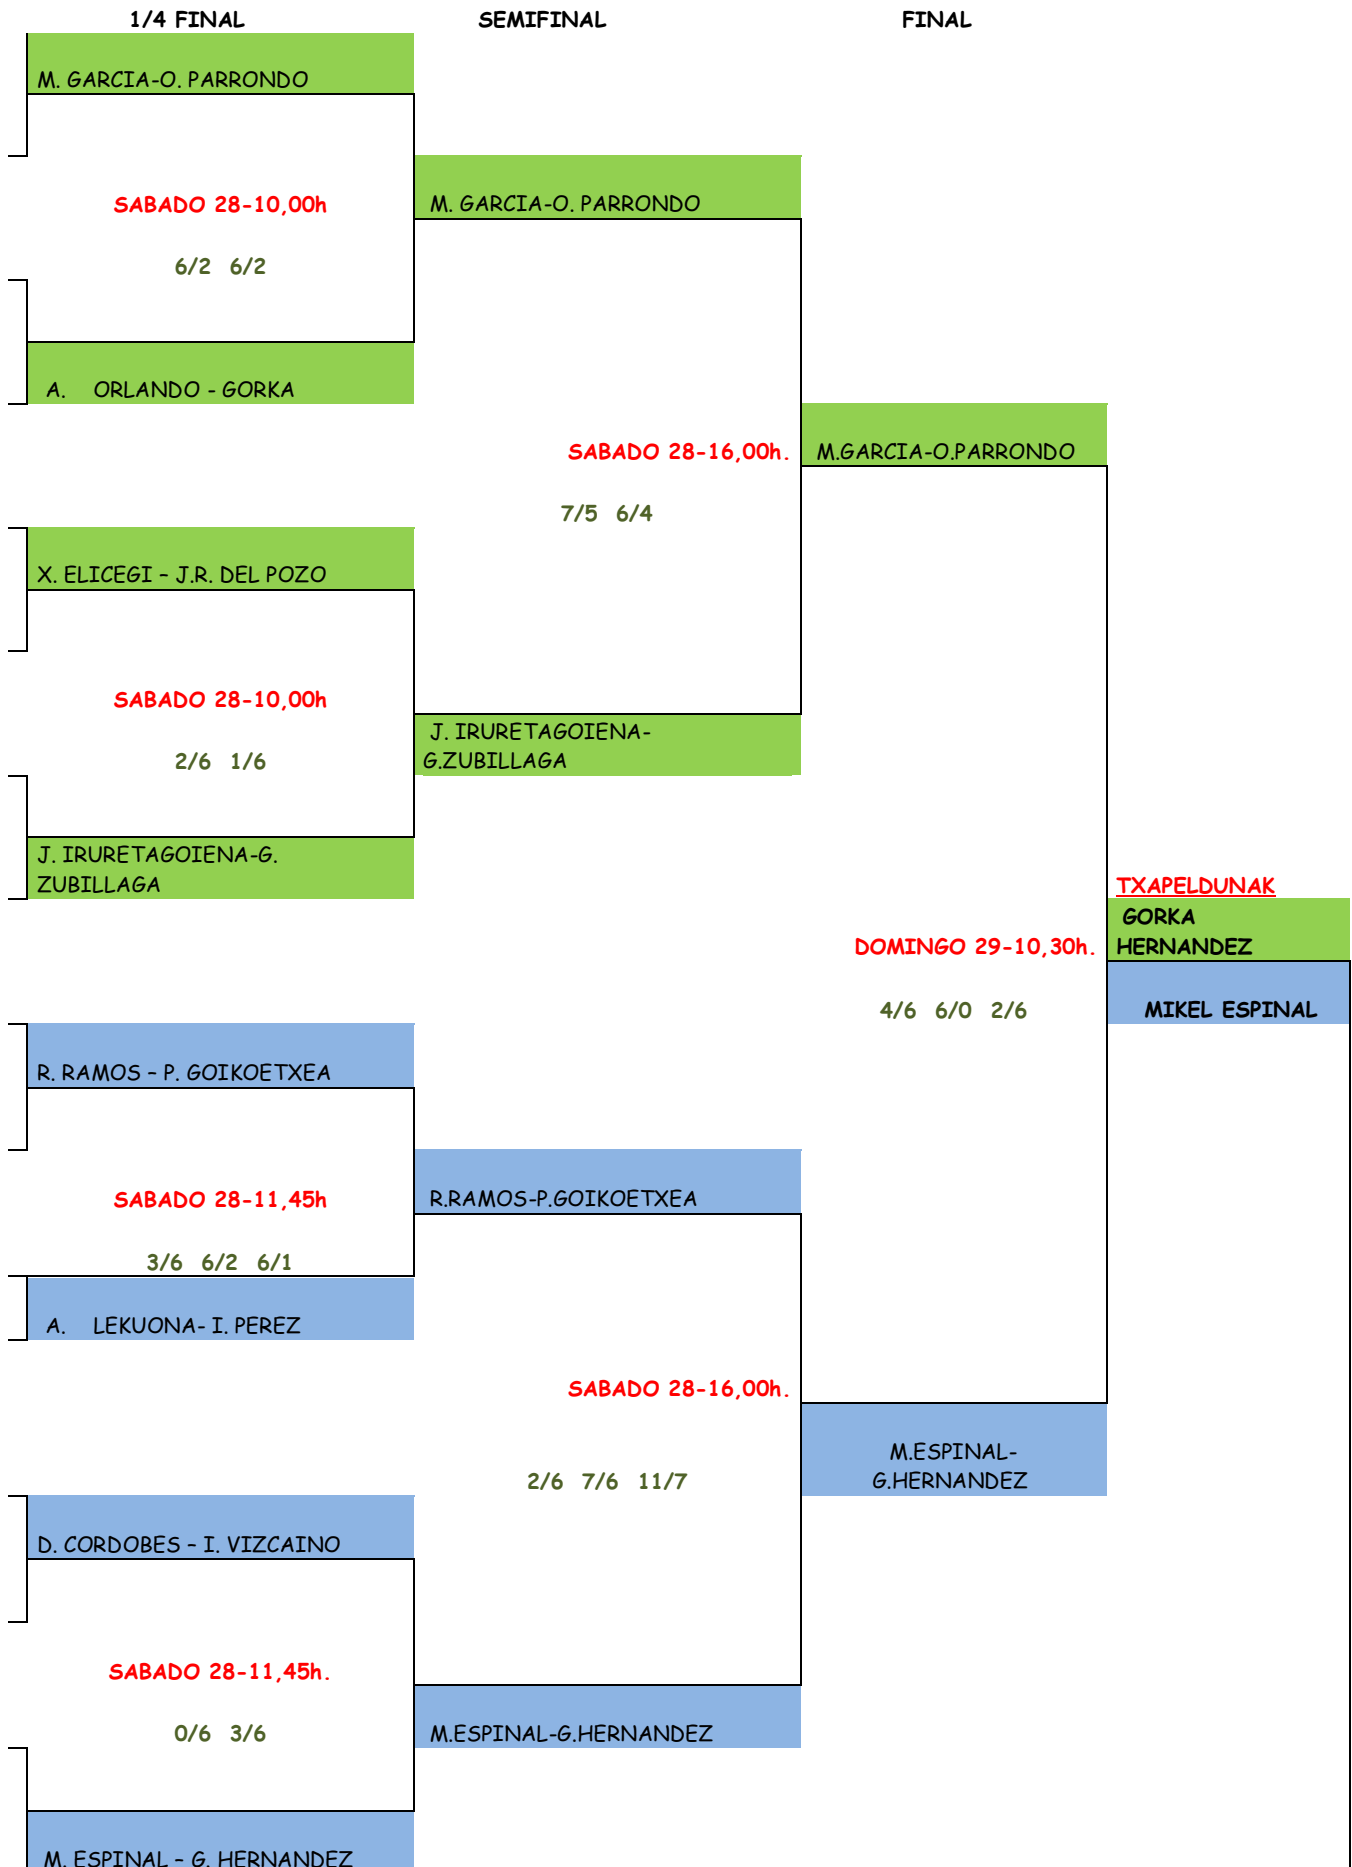 1/4 FINAL
SEMIFINAL
FINAL
M. GARCIA-O. PARRONDO
SABADO 28-10,00h
M. GARCIA-O. PARRONDO
6/2 6/2
A. ORLANDO - GORKA
SABADO 28-16,00h.
M.GARCIA-O.PARRONDO
7/5 6/4
X. ELICEGI – J.R. DEL POZO
SABADO 28-10,00h
J. IRURETAGOIENA-
G.ZUBILLAGA
2/6 1/6
J. IRURETAGOIENA-G.
ZUBILLAGA
TXAPELDUNAK
GORKA
HERNANDEZ
DOMINGO 29-10,30h.
4/6 6/0 2/6
MIKEL ESPINAL
R. RAMOS – P. GOIKOETXEA
SABADO 28-11,45h
R.RAMOS-P.GOIKOETXEA
3/6 6/2 6/1
A. LEKUONA- I. PEREZ
SABADO 28-16,00h.
M.ESPINAL-
G.HERNANDEZ
2/6 7/6 11/7
D. CORDOBES – I. VIZCAINO
SABADO 28-11,45h.
0/6 3/6
M.ESPINAL-G.HERNANDEZ
M. ESPINAL – G. HERNANDEZ